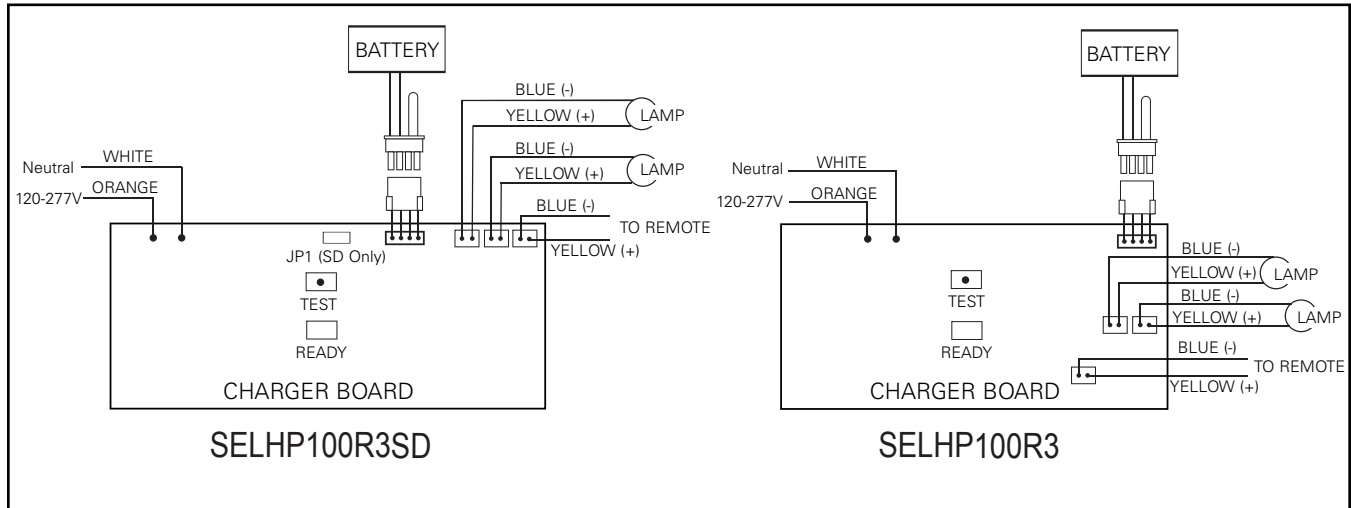 BATTERY
BLUE (-)
YELLOW (+)
LAMP
BLUE (-)
YELLOW (+)
LAMP
BLUE (-)
TO REMOTE
YELLOW (+)
Neutral
WHITE
120-277V
ORANGE
JP1 (SD Only)
TEST
READY
CHARGER BOARD
SELHP100R3SD
BATTERY
Neutral
WHITE
120-277V
ORANGE
BLUE (-)
YELLOW (+)
LAMP
BLUE (-)
YELLOW (+)
LAMP
BLUE (-)
TO REMOTE
YELLOW (+)
TEST
READY
CHARGER BOARD
SELHP100R3